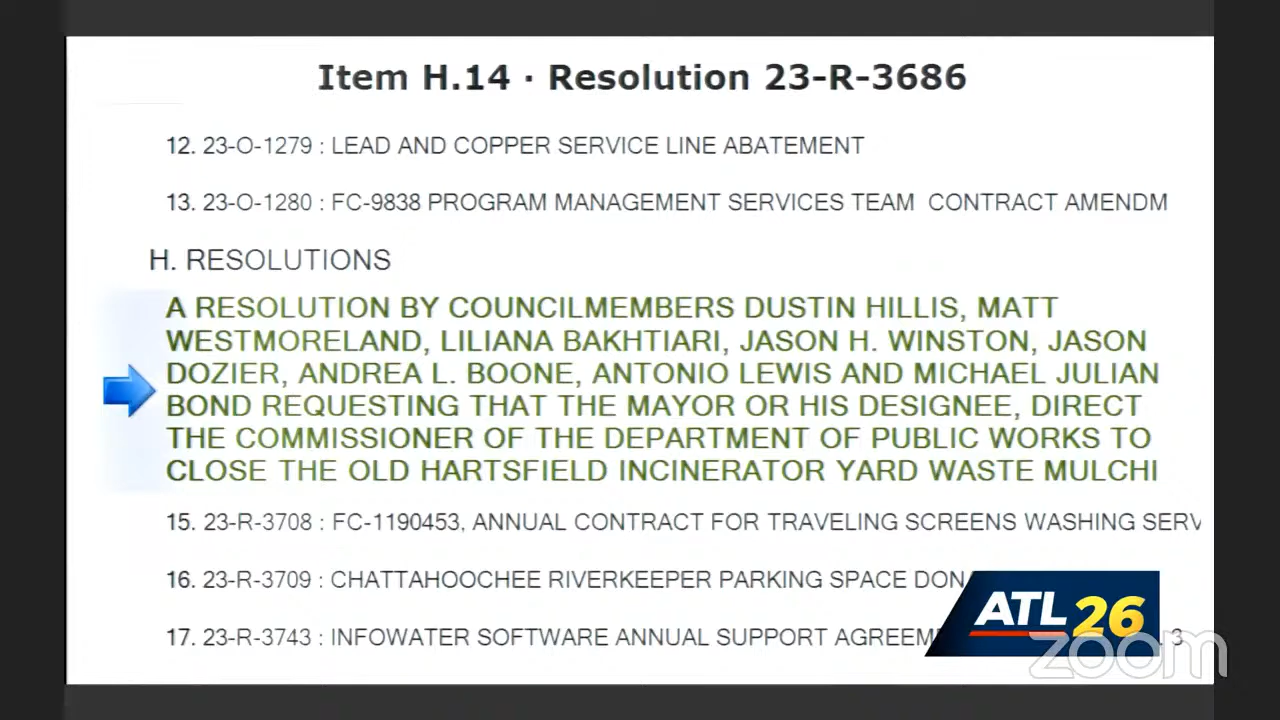 Item H.14 · Resolution 23-R-3686
12. 23-O-1279 : LEAD AND COPPER SERVICE LINE ABATEMENT
13. 23-O-1280 : FC-9838 PROGRAM MANAGEMENT SERVICES TEAM CONTRACT AMENDM
H. RESOLUTIONS
A RESOLUTION BY COUNCILMEMBERS DUSTIN HILLIS, MATT
WESTMORELAND, LILIANA BAKHTIARI, JASON H. WINSTON, JASON
DOZIER, ANDREA L. BOONE, ANTONIO LEWIS AND MICHAEL JULIAN
BOND REQUESTING THAT THE MAYOR OR HIS DESIGNEE, DIRECT
THE COMMISSIONER OF THE DEPARTMENT OF PUBLIC WORKS TO
CLOSE THE OLD HARTSFIELD INCINERATOR YARD WASTE MULCHI
15. 23-R-3708 : FC-1190453, ANNUAL CONTRACT FOR TRAVELING SCREENS WASHING SERV
16. 23-R-3709 : CHATTAHOOCHEE RIVERKEEPER PARKING SPACE DON
17. 23-R-3743 : INFOWATER SOFTWARE ANNUAL SUPPORT AGREEM
3
ATL 26
zoom